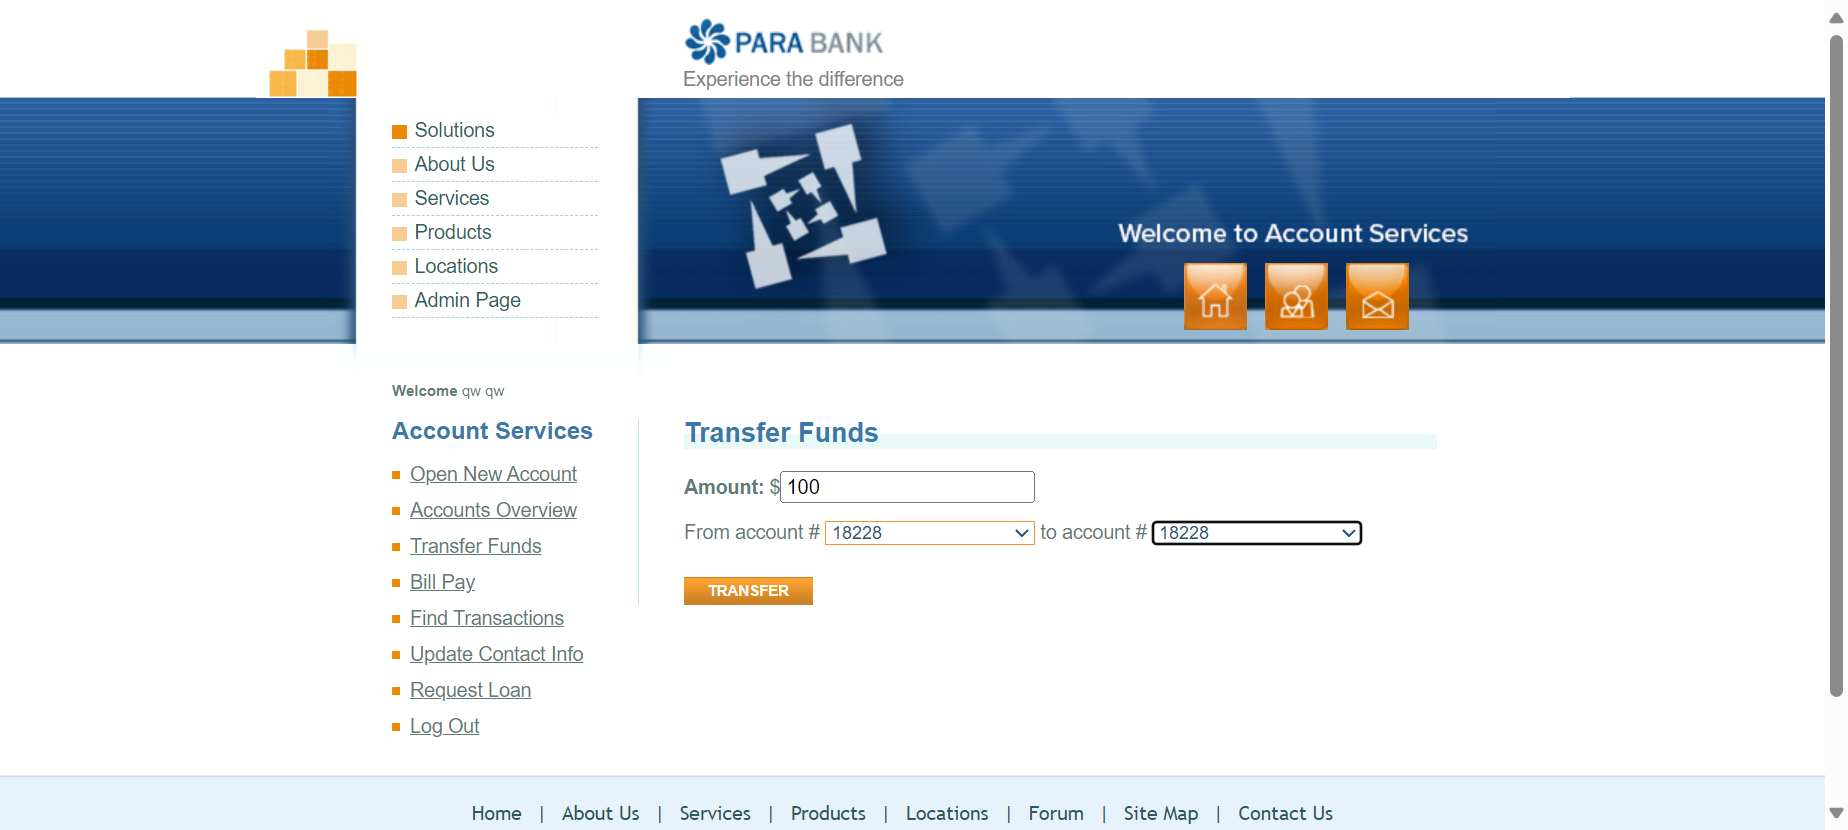 PARA BANK
Experience the difference
Solutions
About Us
Services
Products
Locations
Admin Page
Welcome to Account Services
Welcome qw qw
Account Services
Open New Account
Accounts Overview
Transfer Funds
Bill Pay
Find Transactions
Update Contact Info
Request Loan
Log Out
Transfer Funds
Amount: $ 100
From account # 18228 to account # 18228
TRANSFER
Home | About Us | Services | Products | Locations | Forum | Site Map | Contact Us